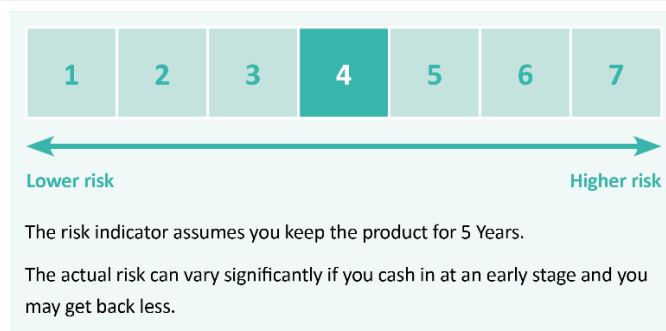 1 2 3 4 5 6 7
Lower risk Higher risk
The risk indicator assumes you keep the product for 5 Years.
The actual risk can vary significantly if you cash in at an early stage and you
may get back less.